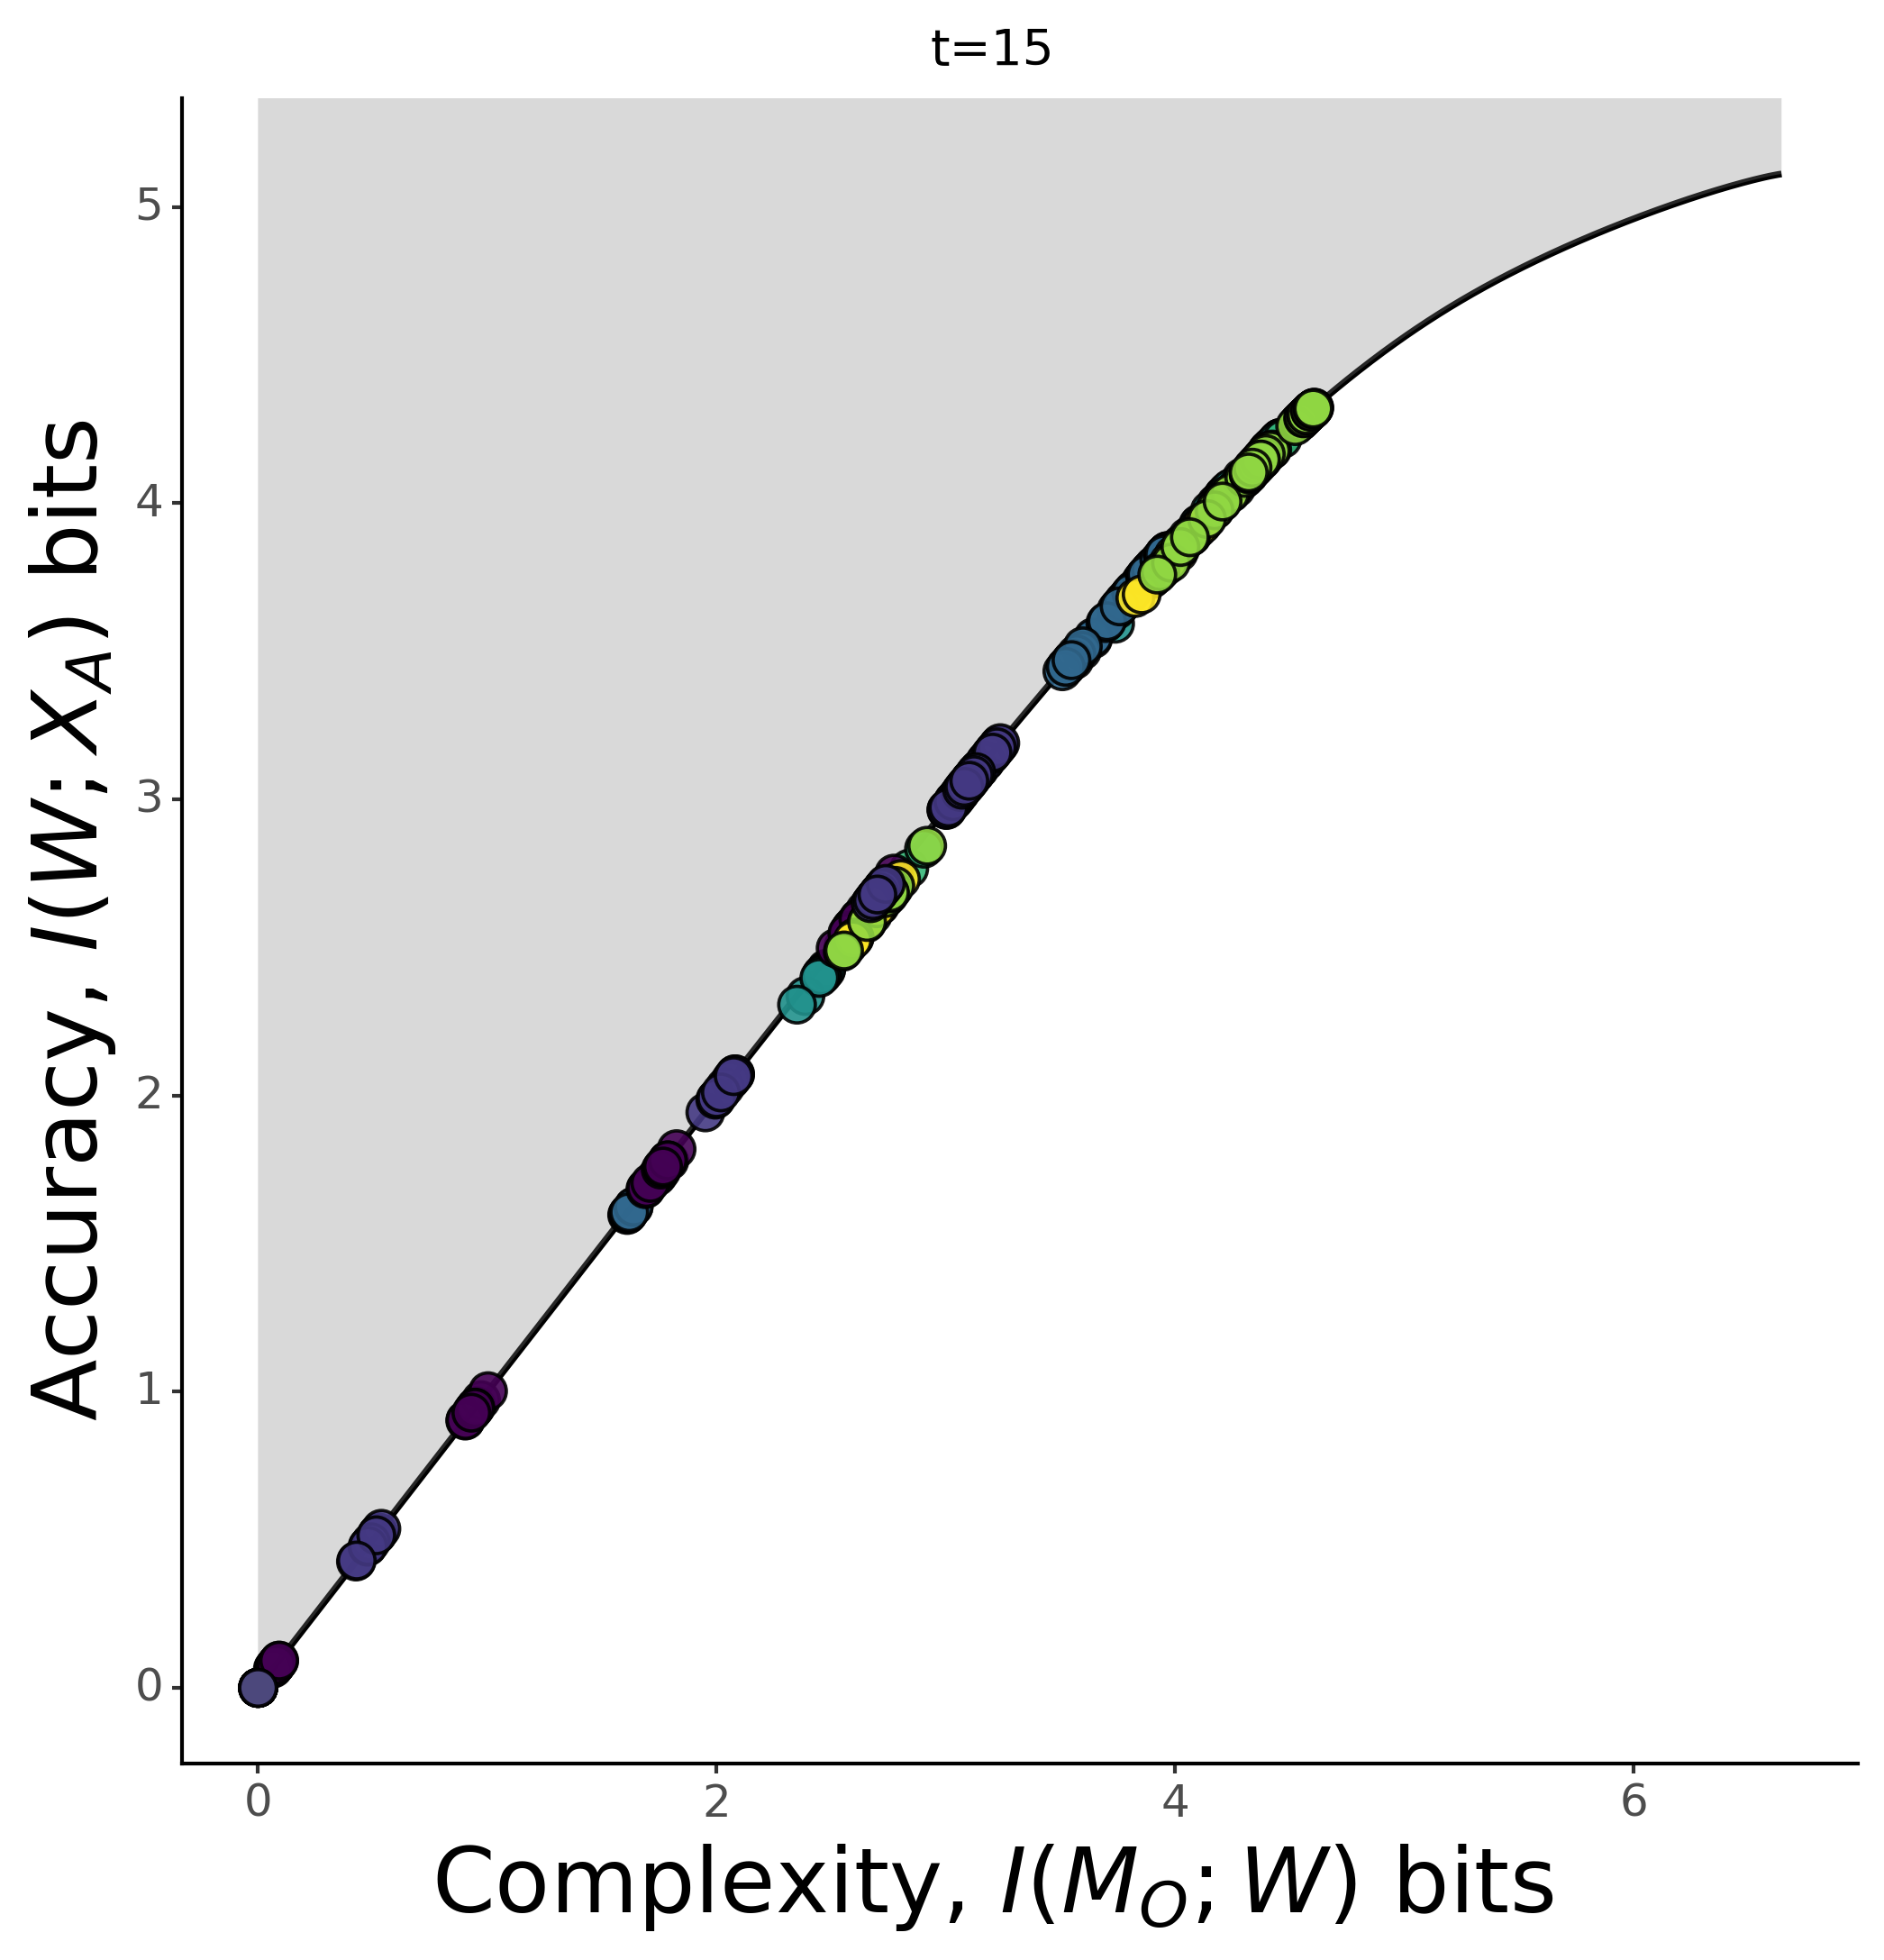 t=15
Accuracy, I(W; X_A) bits
5
4
3
2
1
0
0 2 4 6
Complexity, I(M_O; W) bits